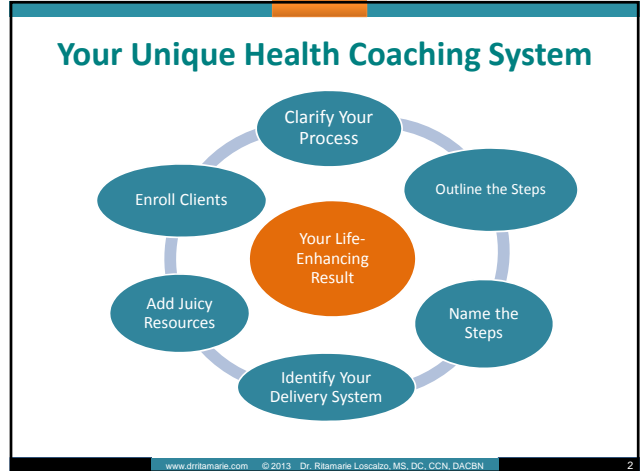 Your Unique Health Coaching System
Clarify Your
Process
Outline the Steps
Name the
Steps
Identify Your
Delivery System
Add Juicy
Resources
Enroll Clients
Your Life-
Enhancing
Result
www.drritamarie.com © 2013 Dr. Ritamarie Loscalzo, MS, DC, CCN, DACBN
2